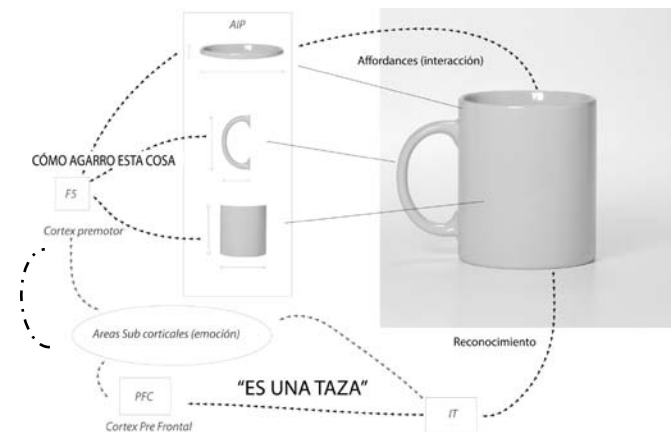 AIP
Affordances (interacción)
CÓMO AGARRO ESTA COSA
F5
Cortex premotor
Areas Sub corticales (emoción)
Reconocimiento
"ES UNA TAZA"
PFC
IT
Cortex Pre Frontal